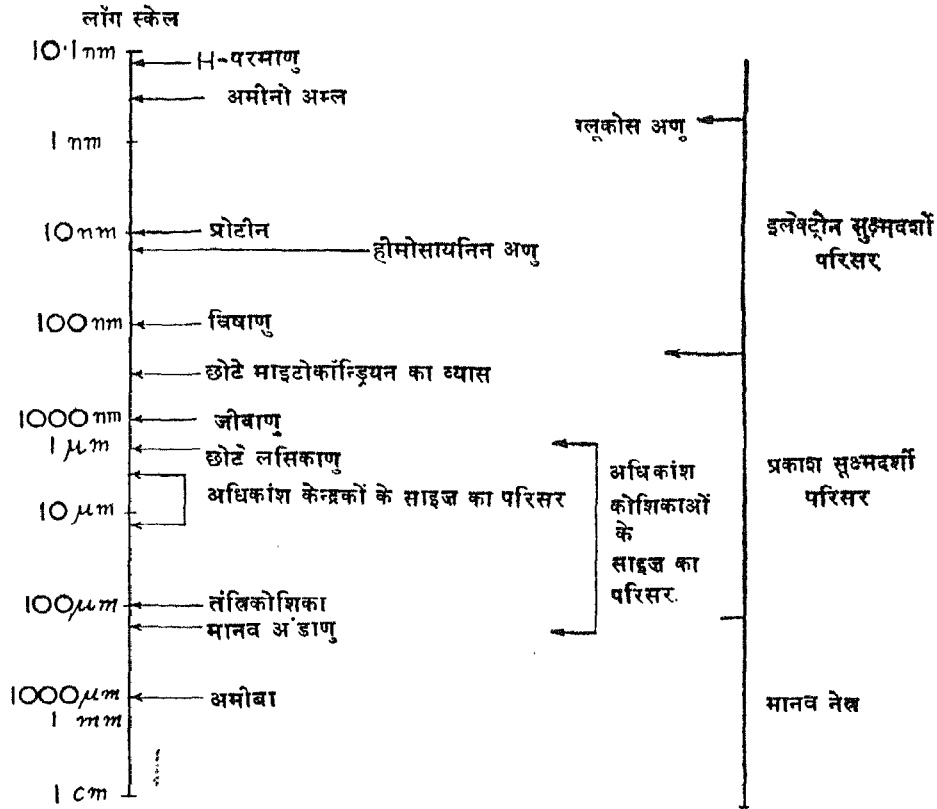 लॉग स्केल
10·1 nm
H-परमाणु
अमीनो अम्ल
ग्लूकोस अणु
1 nm
10 nm
प्रोटीन
हीमोसायनिन अणु
इलेक्ट्रोन सुक्ष्मदर्शी
परिसर
100 nm
विषाणु
छोटे माइटोकॉन्ड्रियन का व्यास
1000 nm
जीवाणु
1 μm
छोटे लसिकाणु
अधिकांश केन्द्रकों के साइज का परिसर
10 μm
अधिकांश
कोशिकाओं
के
साइज का
परिसर.
प्रकाश सूक्ष्मदर्शी
परिसर
100 μm
तंत्रिकोशिका
मानव अंडाणु
1000 μm
अमीबा
1 mm
मानव नेत्र
1 cm